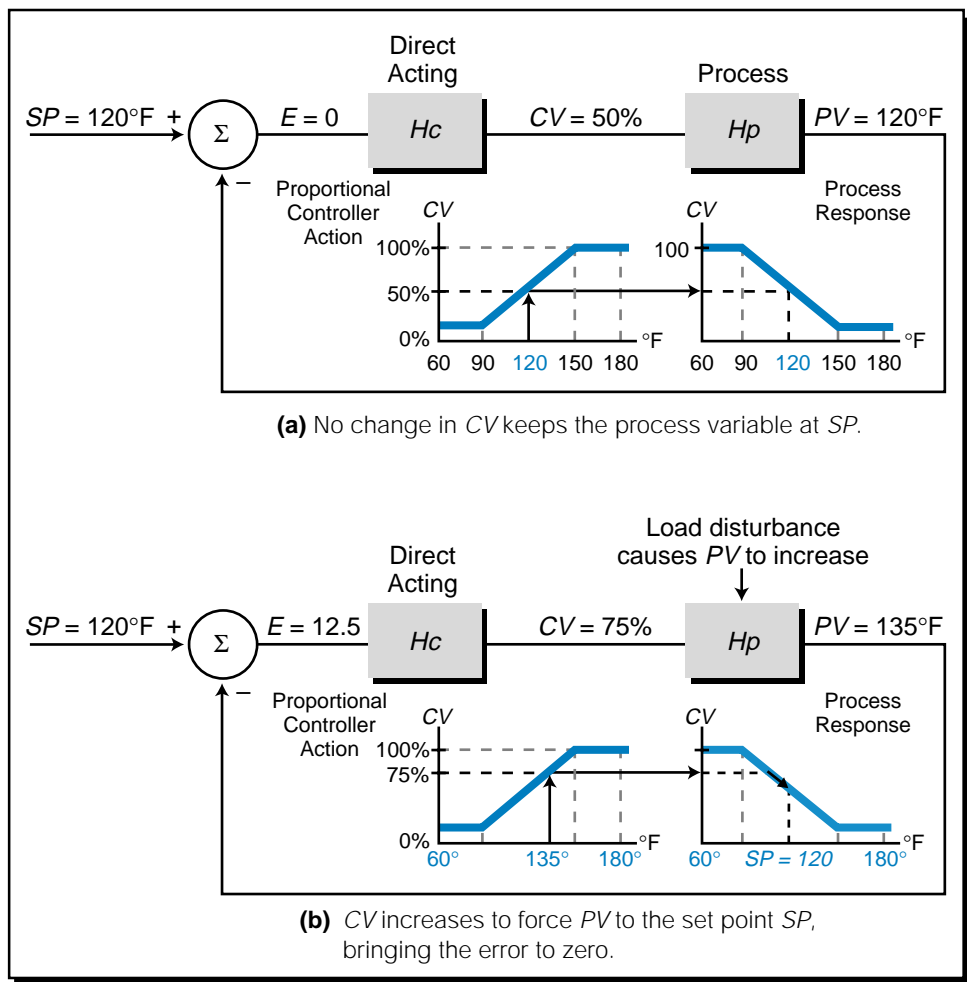 Direct
Acting
Process
SP = 120°F +
Σ
E = 0
Hc
CV = 50%
Hp
PV = 120°F
–
Proportional
Controller
Action
CV
100%
50%
0%
60 90 120 150 180
°F
CV
100
60 90 120 150 180
°F
Process
Response
(a) No change in CV keeps the process variable at SP.
Load disturbance
causes PV to increase
Direct
Acting
SP = 120°F +
Σ
E = 12.5
Hc
CV = 75%
Hp
PV = 135°F
–
Proportional
Controller
Action
CV
100%
75%
0%
60° 135° 180°
°F
CV
60° SP = 120 180°
°F
Process
Response
(b) CV increases to force PV to the set point SP,
bringing the error to zero.